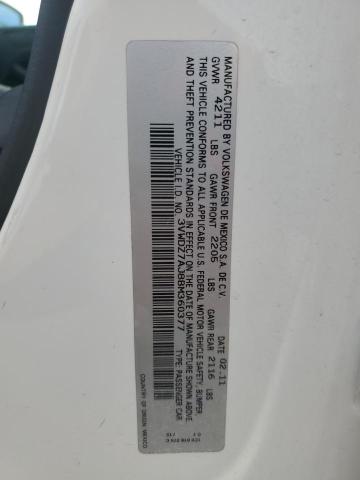 MANUFACTURED BY VOLKSWAGEN DE MEXICO S.A. DE C.V. DATE 02.11
GVWR 4211 LBS GAWR FRONT 2205 LBS GAWR REAR 2116 LBS
THIS VEHICLE CONFORMS TO ALL APPLICABLE U.S. FEDERAL MOTOR VEHICLE SAFETY, BUMPER,
AND THEFT PREVENTION STANDARDS IN EFFECT ON THE DATE OF MANUFACTURE SHOWN ABOVE.
VEHICLE I.D. NO. 3VWDZ7AJ8BM360377 TYPE: PASSENGER CAR
COUNTRY OF ORIGIN: MEXICO